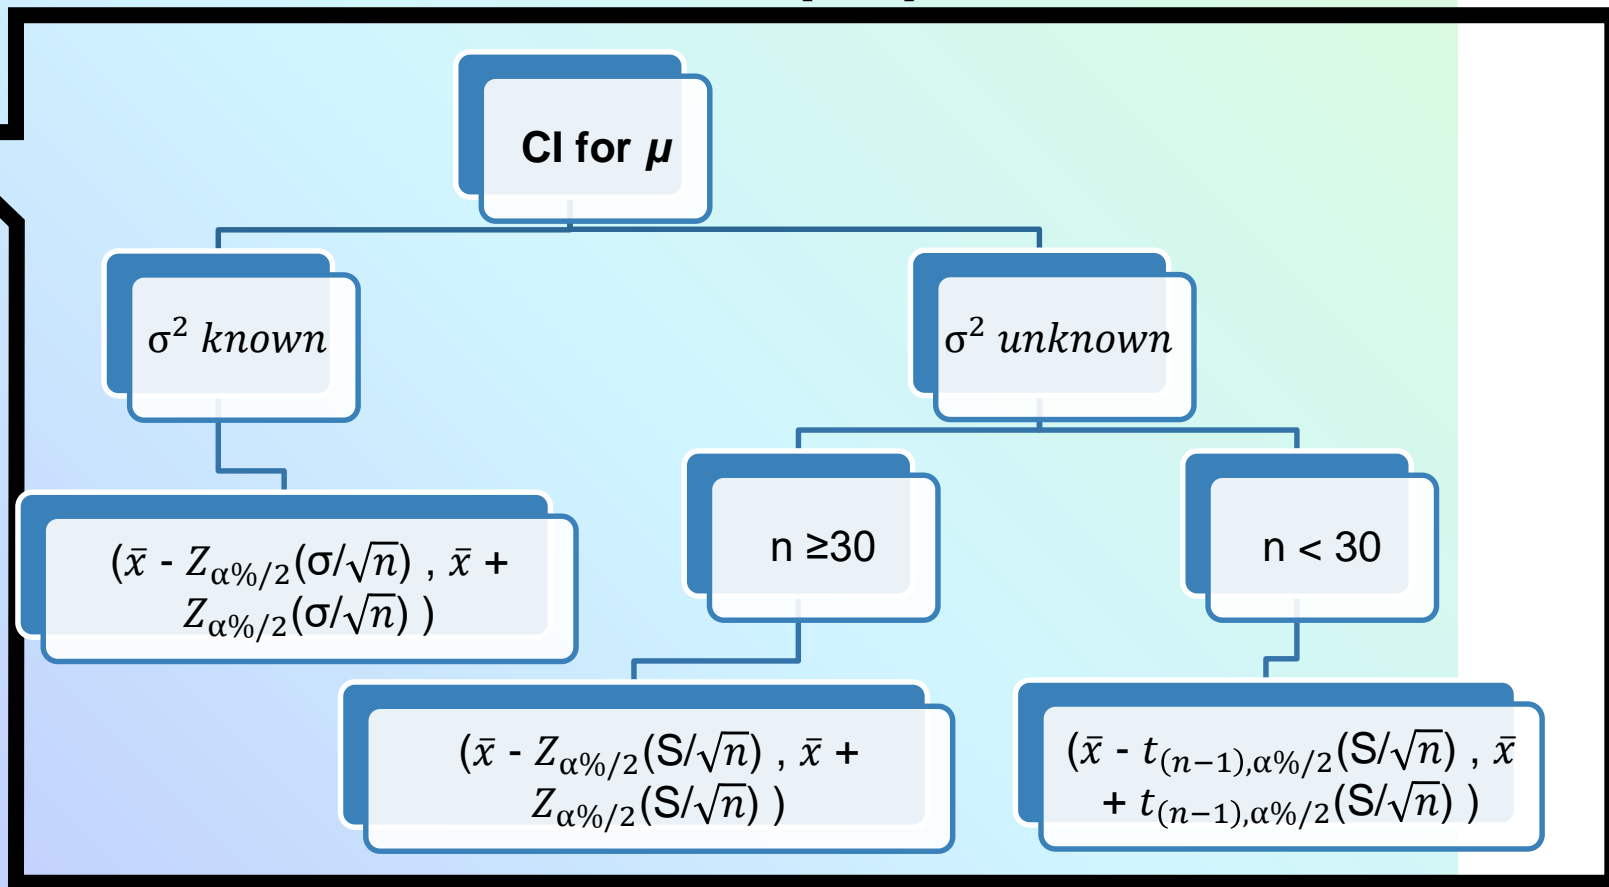 CI for μ
σ² known
σ² unknown
(x̄ - Z_{α%/2}(σ/√n) , x̄ +
Z_{α%/2}(σ/√n) )
n ≥30
n < 30
(x̄ - Z_{α%/2}(S/√n) , x̄ +
Z_{α%/2}(S/√n) )
(x̄ - t_{(n−1),α%/2}(S/√n) , x̄
+ t_{(n−1),α%/2}(S/√n) )